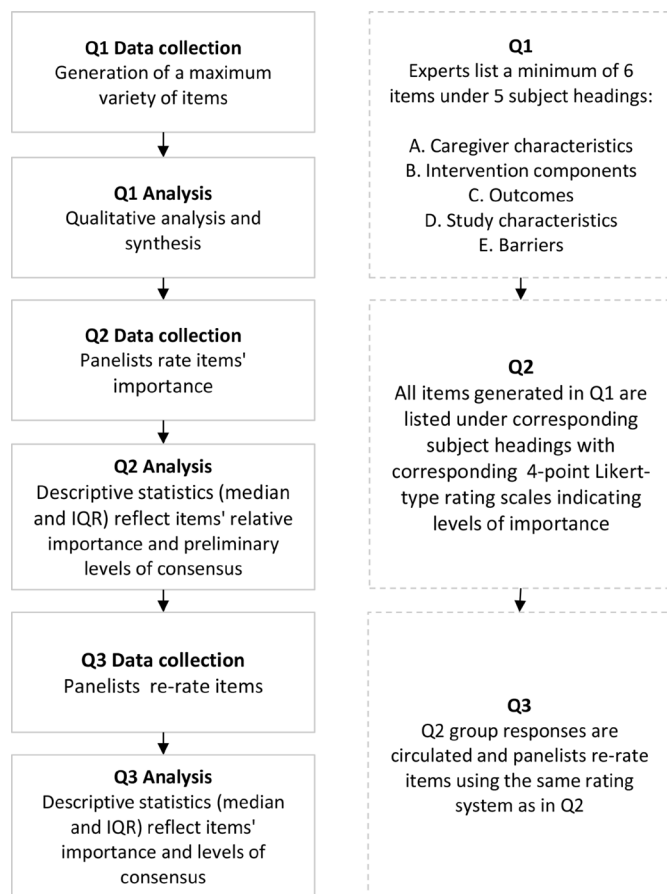 Q1 Data collection
Generation of a maximum
variety of items
Q1 Analysis
Qualitative analysis and
synthesis
Q2 Data collection
Panelists rate items'
importance
Q2 Analysis
Descriptive statistics (median
and IQR) reflect items' relative
importance and preliminary
levels of consensus
Q3 Data collection
Panelists re-rate items
Q3 Analysis
Descriptive statistics (median
and IQR) reflect items'
importance and levels of
consensus
Q1
Experts list a minimum of 6
items under 5 subject headings:
A. Caregiver characteristics
B. Intervention components
C. Outcomes
D. Study characteristics
E. Barriers
Q2
All items generated in Q1 are
listed under corresponding
subject headings with
corresponding 4-point Likert-
type rating scales indicating
levels of importance
Q3
Q2 group responses are
circulated and panelists re-rate
items using the same rating
system as in Q2